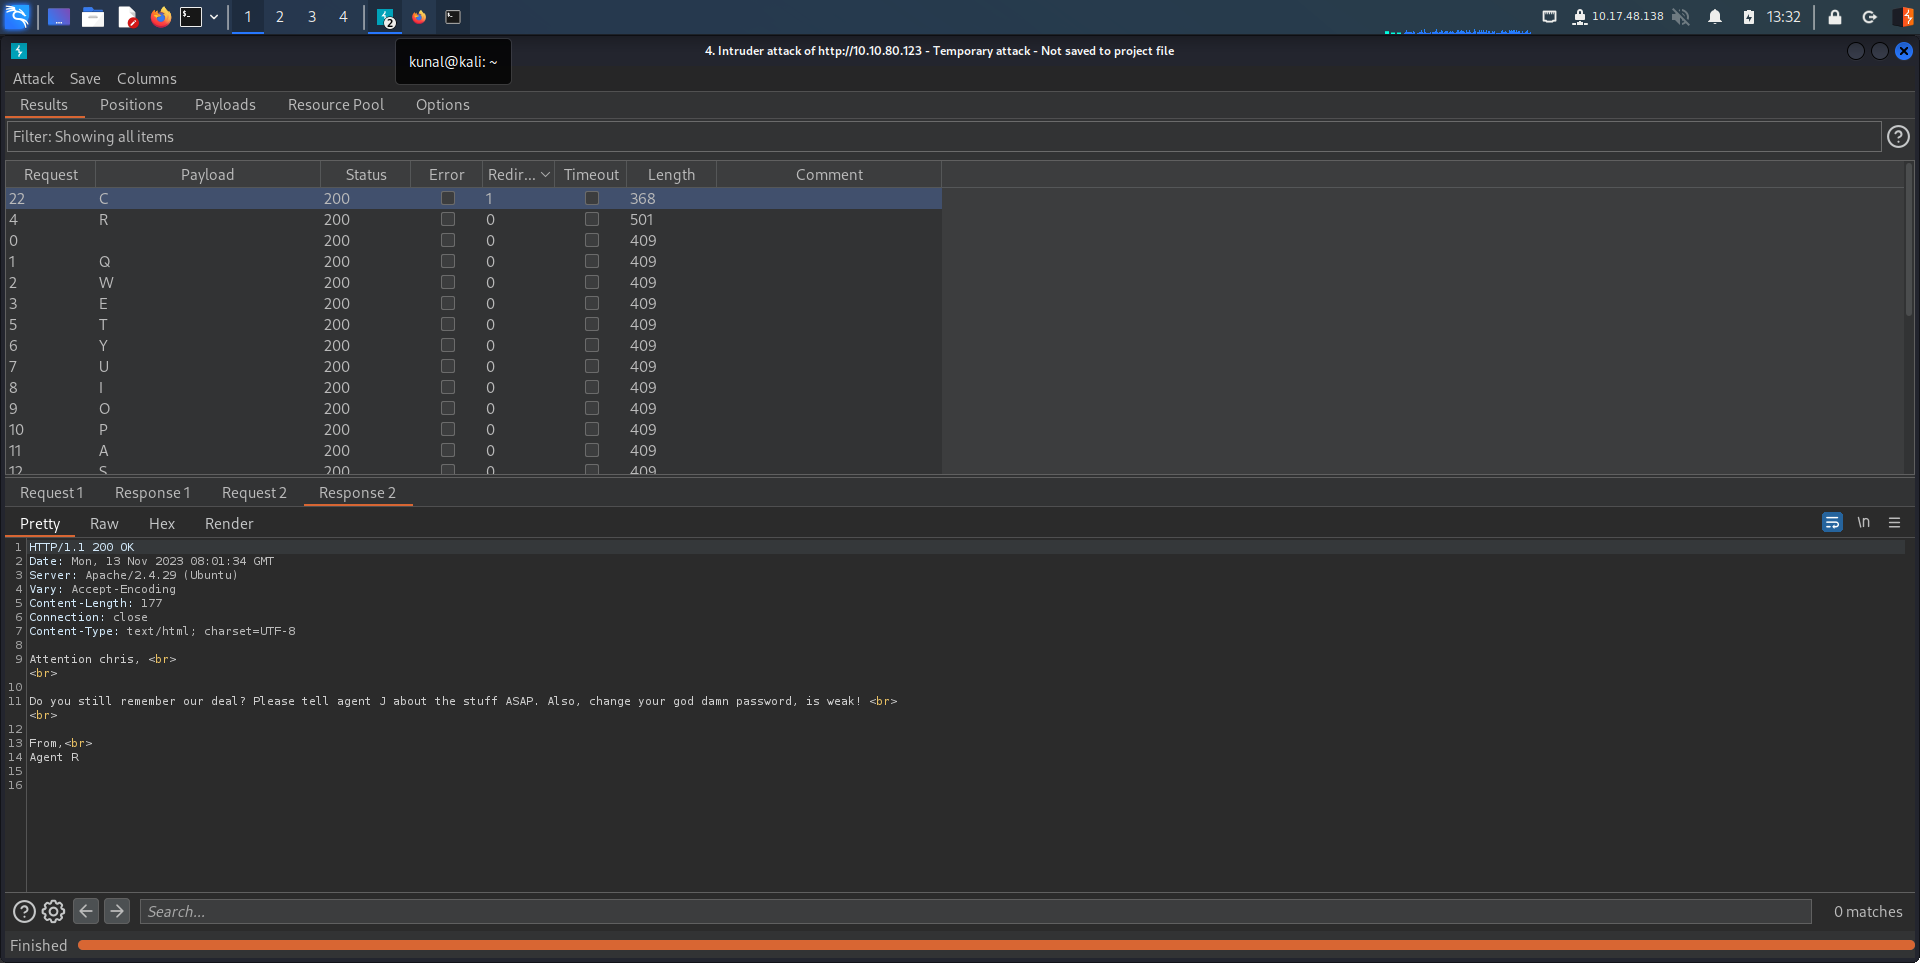 1 2 3 4 2 10.17.48.138 13:32
4. Intruder attack of http://10.10.80.123 - Temporary attack - Not saved to project file
kunal@kali: ~
Attack Save Columns
Results Positions Payloads Resource Pool Options
Filter: Showing all items
Request Payload Status Error Redir... Timeout Length Comment
22 C 200 1 368
4 R 200 0 501
0 200 0 409
1 Q 200 0 409
2 W 200 0 409
3 E 200 0 409
5 T 200 0 409
6 Y 200 0 409
7 U 200 0 409
8 I 200 0 409
9 O 200 0 409
10 P 200 0 409
11 A 200 0 409
12 S 200 0 409
Request 1 Response 1 Request 2 Response 2
Pretty Raw Hex Render \n
1 HTTP/1.1 200 OK
2 Date: Mon, 13 Nov 2023 08:01:34 GMT
3 Server: Apache/2.4.29 (Ubuntu)
4 Vary: Accept-Encoding
5 Content-Length: 177
6 Connection: close
7 Content-Type: text/html; charset=UTF-8
8
9 Attention chris, <br>
<br>
10
11 Do you still remember our deal? Please tell agent J about the stuff ASAP. Also, change your god damn password, is weak! <br>
<br>
12
13 From,<br>
14 Agent R
15
16
Search... 0 matches
Finished